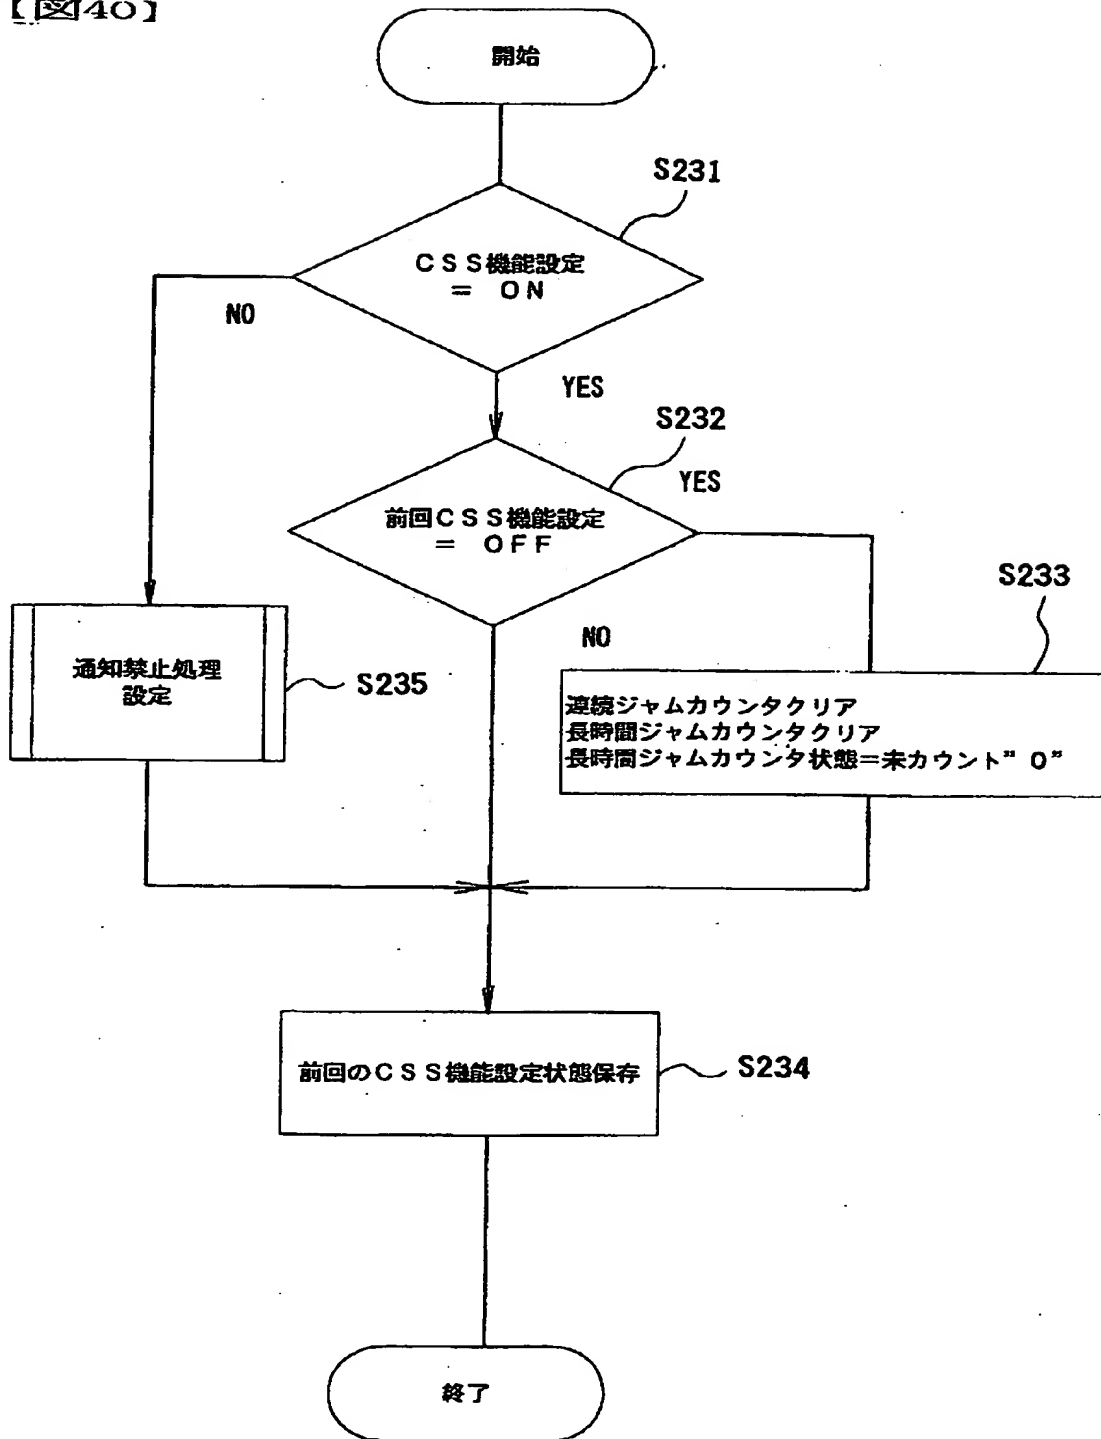 【図40】
開始
S231
CSS機能設定
= ON
NO
YES
S232
YES
前回CSS機能設定
= OFF
S233
NO
通知禁止処理
設定
S235
連続ジャムカウンタクリア
長時間ジャムカウンタクリア
長時間ジャムカウンタ状態=未カウント”0”
前回のCSS機能設定状態保存
S234
終了